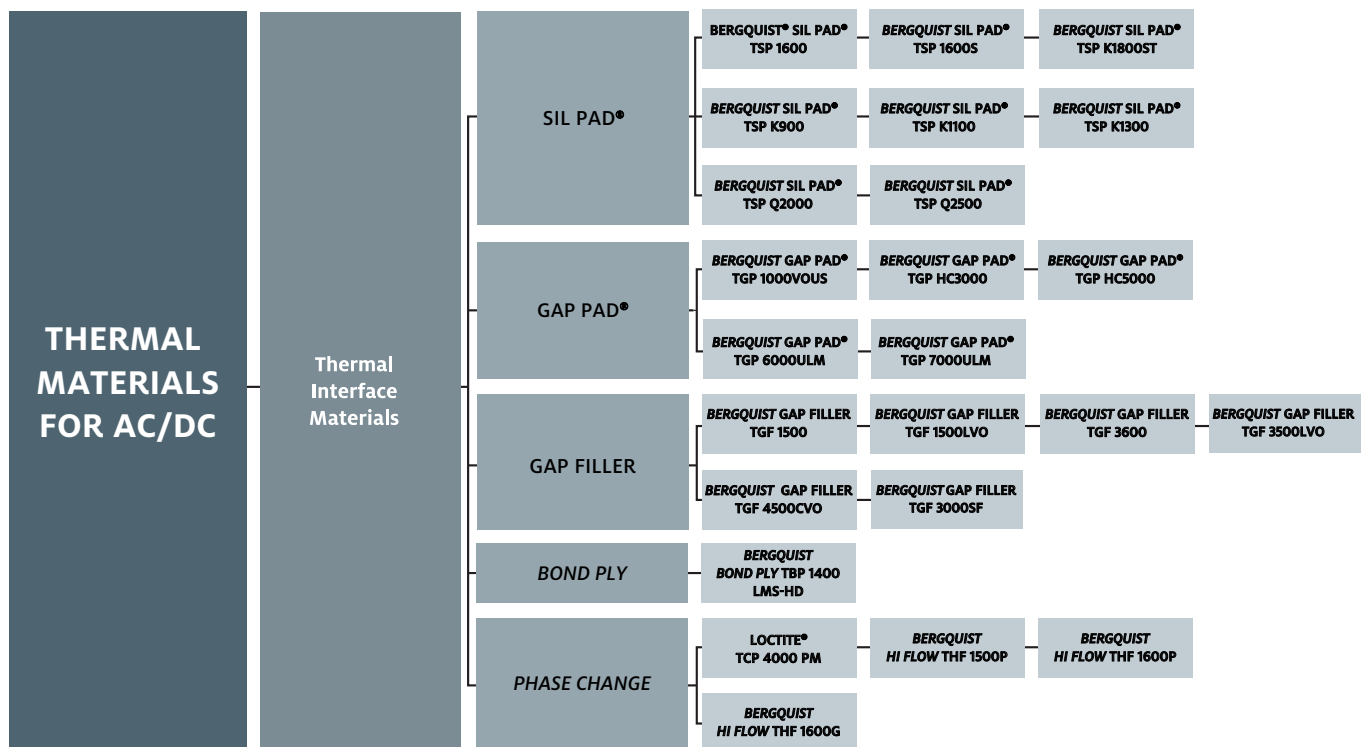 THERMAL
MATERIALS
FOR AC/DC
Thermal
Interface
Materials
SIL PAD®
BERGQUIST® SIL PAD®
TSP 1600
BERGQUIST SIL PAD®
TSP 1600S
BERGQUIST SIL PAD®
TSP K1800ST
BERGQUIST SIL PAD®
TSP K900
BERGQUIST SIL PAD®
TSP K1100
BERGQUIST SIL PAD®
TSP K1300
BERGQUIST SIL PAD®
TSP Q2000
BERGQUIST SIL PAD®
TSP Q2500
GAP PAD®
BERGQUIST GAP PAD®
TGP 1000VOUS
BERGQUIST GAP PAD®
TGP HC3000
BERGQUIST GAP PAD®
TGP HC5000
BERGQUIST GAP PAD®
TGP 6000ULM
BERGQUIST GAP PAD®
TGP 7000ULM
GAP FILLER
BERGQUIST GAP FILLER
TGF 1500
BERGQUIST GAP FILLER
TGF 1500LVO
BERGQUIST GAP FILLER
TGF 3600
BERGQUIST GAP FILLER
TGF 3500LVO
BERGQUIST GAP FILLER
TGF 4500CVO
BERGQUIST GAP FILLER
TGF 3000SF
BOND PLY
BERGQUIST
BOND PLY TBP 1400
LMS-HD
PHASE CHANGE
LOCTITE®
TCP 4000 PM
BERGQUIST
HI FLOW THF 1500P
BERGQUIST
HI FLOW THF 1600P
BERGQUIST
HI FLOW THF 1600G